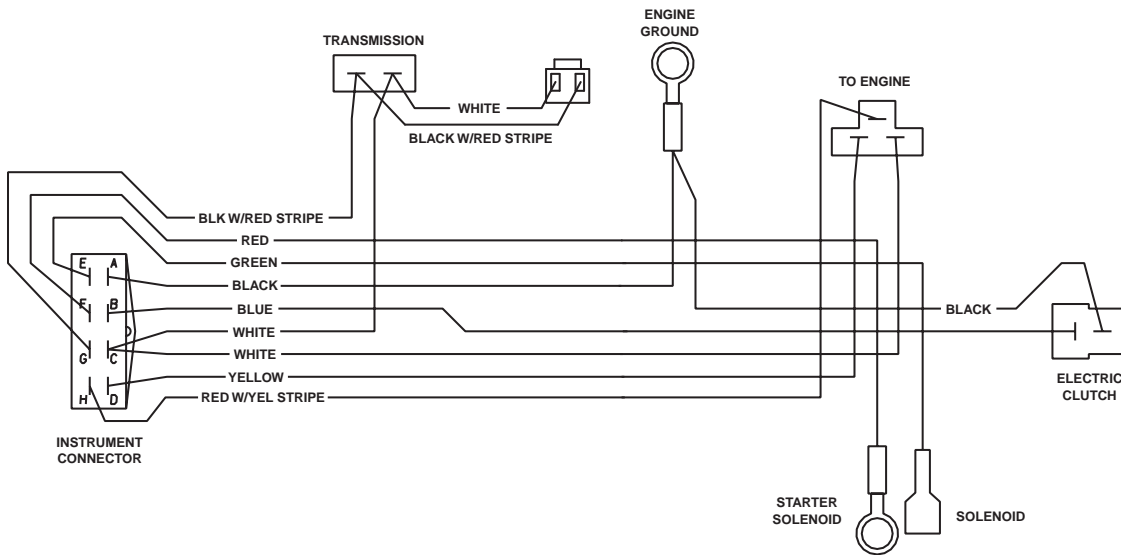 ENGINE
GROUND
TRANSMISSION
TO ENGINE
WHITE
BLACK W/RED STRIPE
BLK W/RED STRIPE
RED
GREEN
BLACK
BLUE
BLACK
WHITE
WHITE
YELLOW
RED W/YEL STRIPE
E A
F B
G C
H D
INSTRUMENT
CONNECTOR
ELECTRIC
CLUTCH
STARTER
SOLENOID
SOLENOID